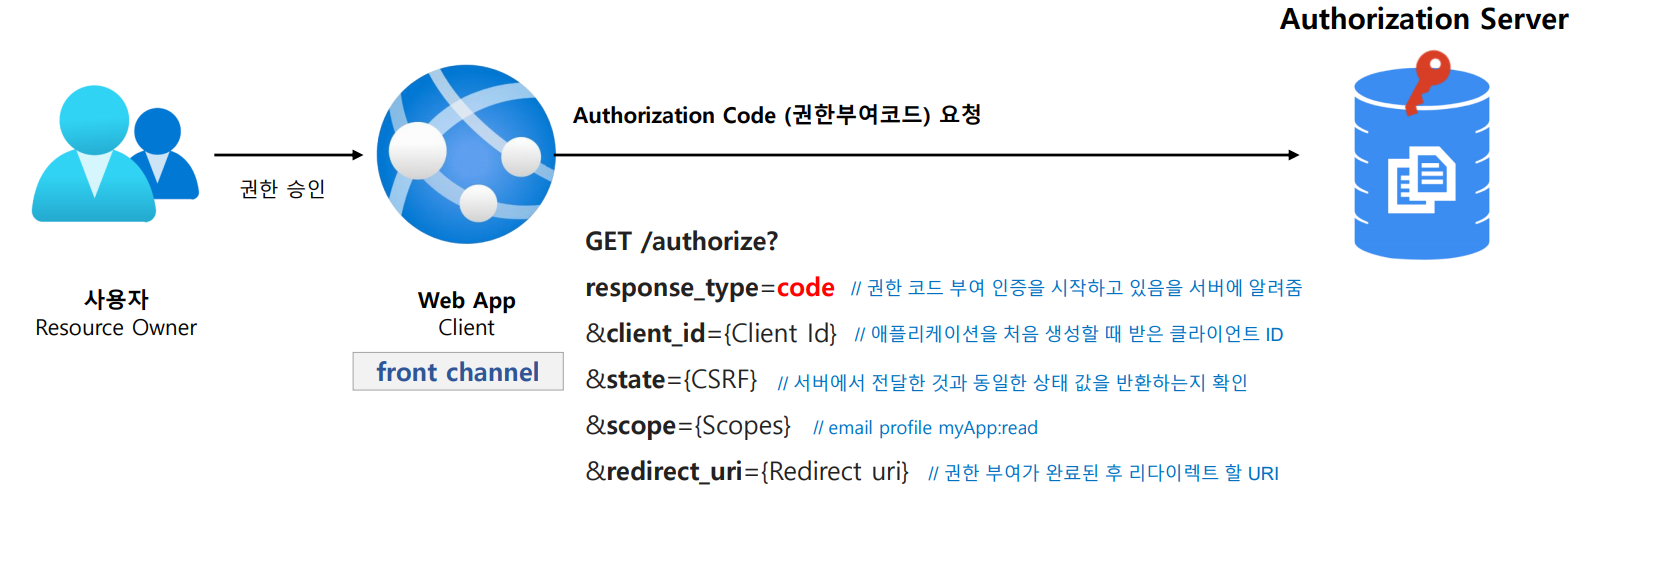 Authorization Server
Authorization Code (권한부여코드) 요청
권한 승인
사용자
Resource Owner
Web App
Client
front channel
GET /authorize?
response_type=code // 권한 코드 부여 인증을 시작하고 있음을 서버에 알려줌
&client_id={Client Id} // 애플리케이션을 처음 생성할 때 받은 클라이언트 ID
&state={CSRF} // 서버에서 전달한 것과 동일한 상태 값을 반환하는지 확인
&scope={Scopes} // email profile myApp:read
&redirect_uri={Redirect uri} // 권한 부여가 완료된 후 리다이렉트 할 URI